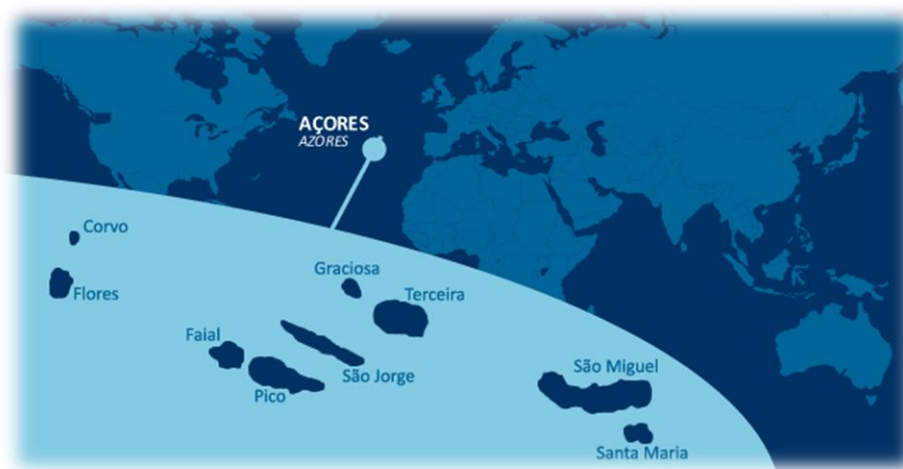 AÇORES
AZORES
Corvo
Flores
Graciosa
Terceira
Faial
São Jorge
Pico
São Miguel
Santa Maria